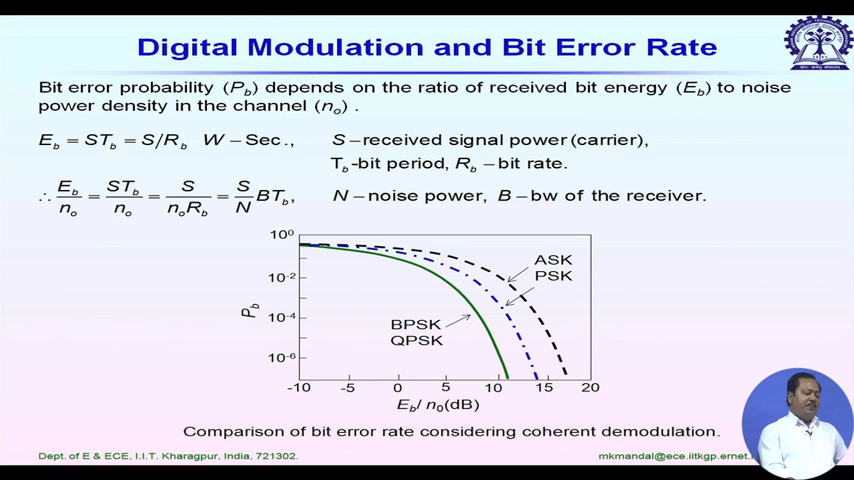 Digital Modulation and Bit Error Rate
Bit error probability (P_b) depends on the ratio of received bit energy (E_b) to noise
power density in the channel (n_o) .
E_b = ST_b = S/R_b W – Sec., S – received signal power (carrier),
T_b-bit period, R_b – bit rate.
∴ E_b/n_o = ST_b/n_o = S/n_oR_b = S/N BT_b, N – noise power, B – bw of the receiver.
10^0
10^-2
10^-4
10^-6
P_b
ASK
PSK
BPSK
QPSK
-10 -5 0 5 10 15 20
E_b/ n_0(dB)
Comparison of bit error rate considering coherent demodulation.
Dept. of E & ECE, I.I.T. Kharagpur, India, 721302. mkmandal@ece.iitkgp.ernet.i